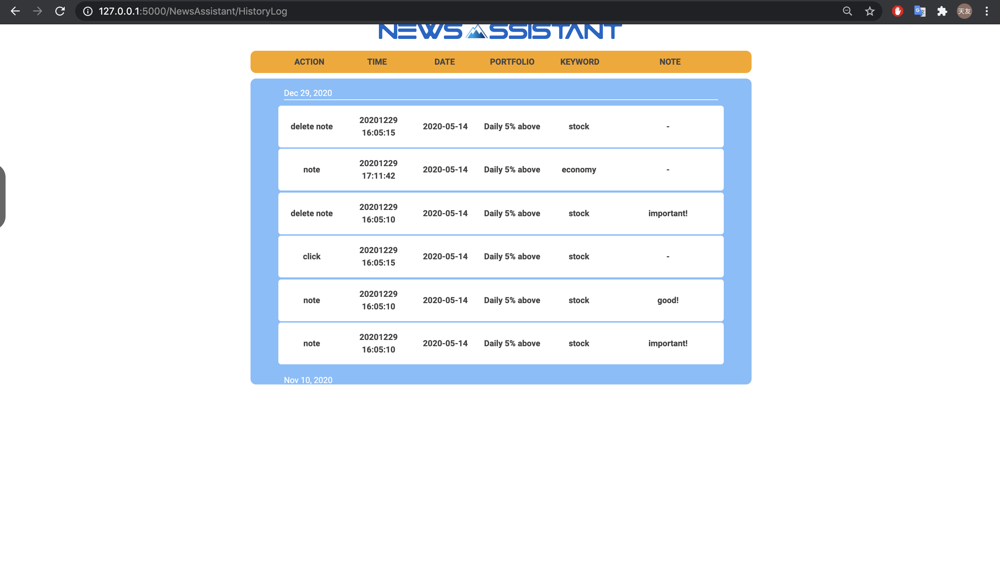 127.0.0.1:5000/NewsAssistant/HistoryLog
天友
NEWS ASSISTANT
ACTION TIME DATE PORTFOLIO KEYWORD NOTE
Dec 29, 2020
20201229
delete note 2020-05-14 Daily 5% above stock -
16:05:15
20201229
note 2020-05-14 Daily 5% above economy -
17:11:42
20201229
delete note 2020-05-14 Daily 5% above stock important!
16:05:10
20201229
click 2020-05-14 Daily 5% above stock -
16:05:15
20201229
note 2020-05-14 Daily 5% above stock good!
16:05:10
20201229
note 2020-05-14 Daily 5% above stock important!
16:05:10
Nov 10, 2020